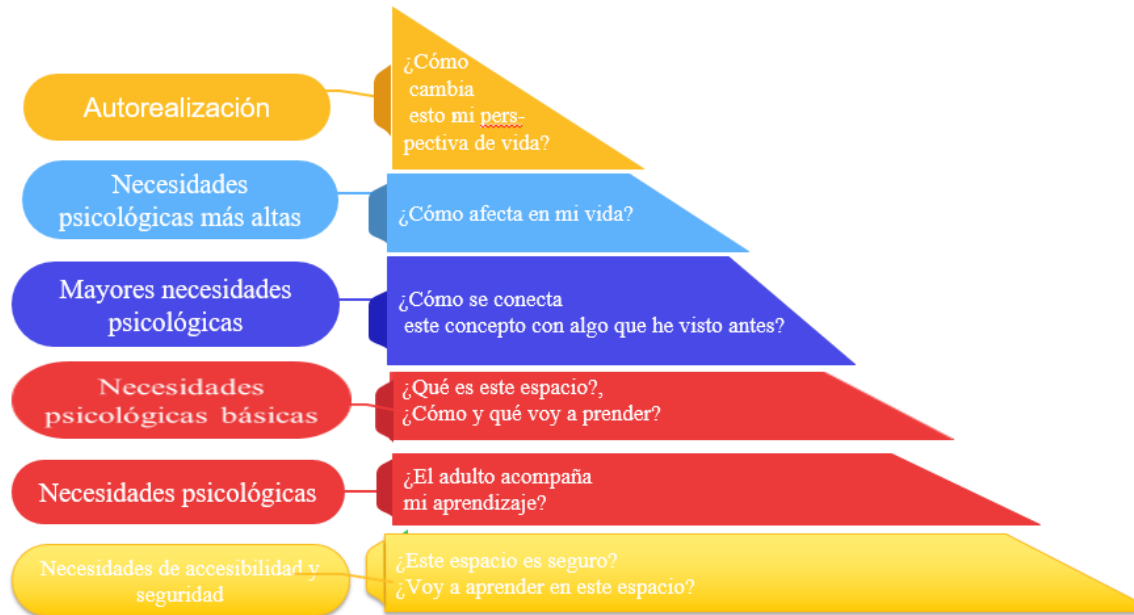 Autorealización
¿Cómo
cambia
esto mi pers-
pectiva de vida?
Necesidades
psicológicas más altas
¿Cómo afecta en mi vida?
Mayores necesidades
psicológicas
¿Cómo se conecta
este concepto con algo que he visto antes?
Necesidades
psicológicas básicas
¿Qué es este espacio?,
¿Cómo y qué voy a prender?
Necesidades psicológicas
¿El adulto acompaña
mi aprendizaje?
Necesidades de accesibilidad y
seguridad
¿Este espacio es seguro?
¿Voy a aprender en este espacio?